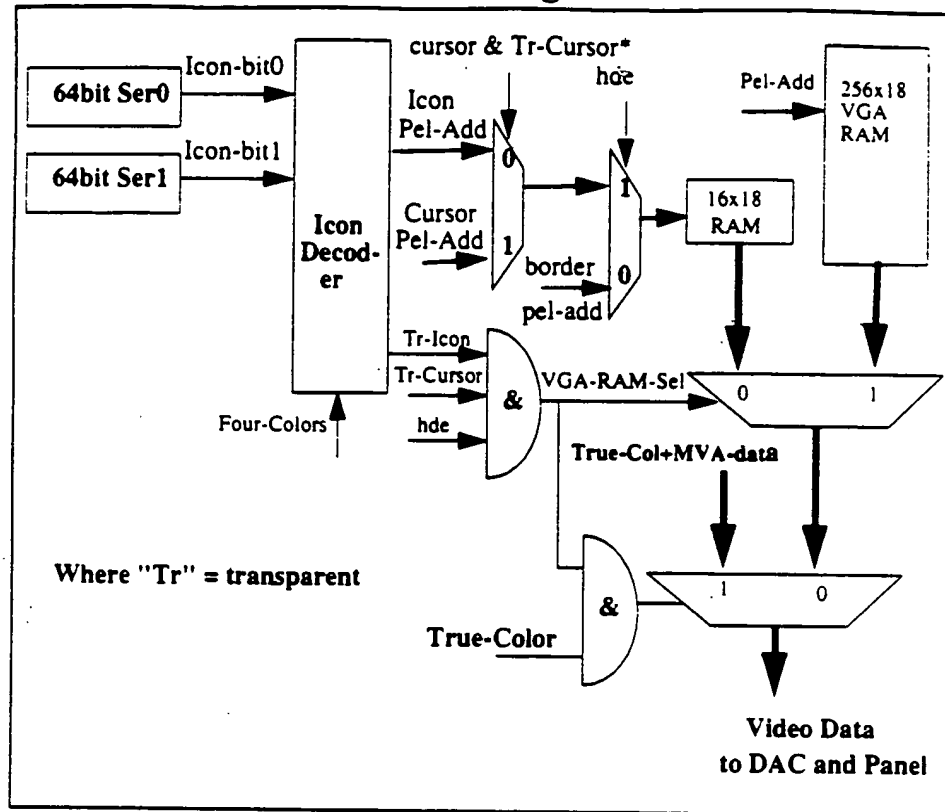 cursor & Tr-Cursor*
hde
64bit Ser0
Icon-bit0
Icon
Pel-Add
0
Pel-Add
256x18
VGA
RAM
64bit Ser1
Icon-bit1
Icon
Decod-
er
Cursor
Pel-Add
1
1
0
border
pel-add
16x18
RAM
Tr-Icon
Tr-Cursor
hde
&
VGA-RAM-Sel
0
1
Four-Colors
True-Col+MVA-data
Where "Tr" = transparent
&
1
0
True-Color
Video Data
to DAC and Panel